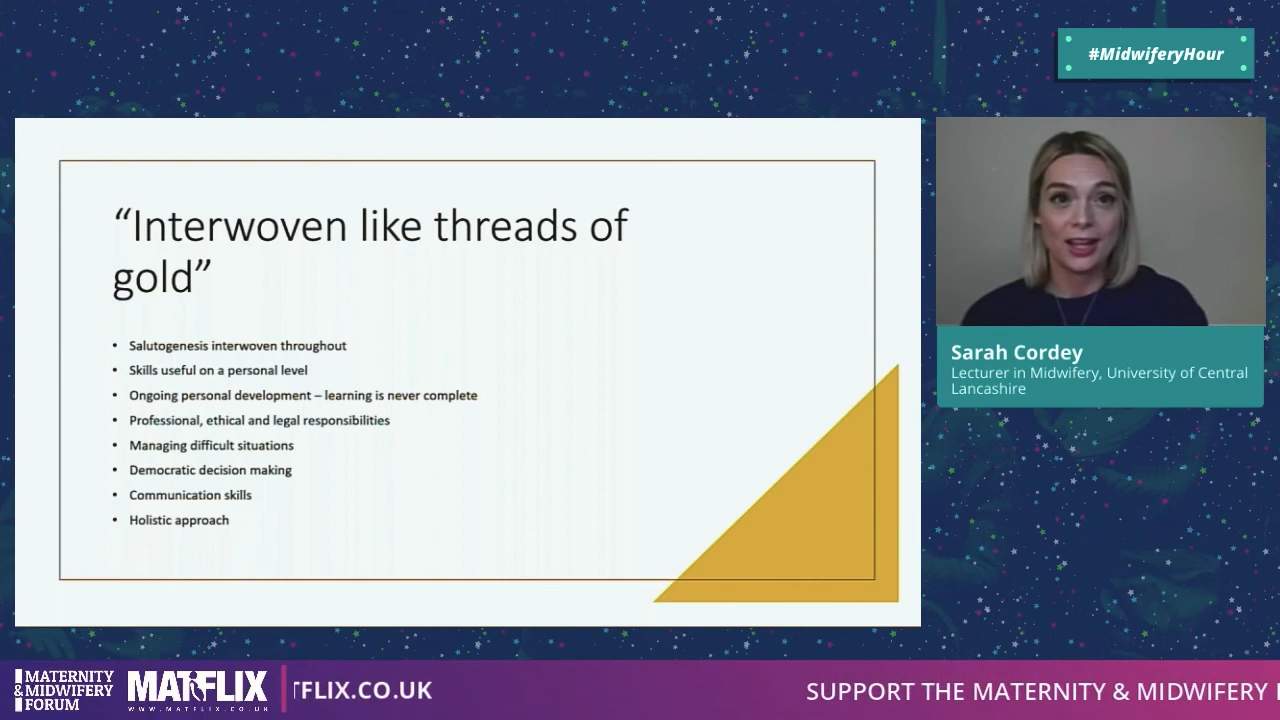 #MidwiferyHour
“Interwoven like threads of
gold”
• Salutogenesis interwoven throughout
• Skills useful on a personal level
• Ongoing personal development – learning is never complete
• Professional, ethical and legal responsibilities
• Managing difficult situations
• Democratic decision making
• Communication skills
• Holistic approach
Sarah Cordey
Lecturer in Midwifery, University of Central
Lancashire
MATERNITY
&MIDWIFERY
FORUM
MATFLIX
WWW.MATFLIX.CO.UK
TFLIX.CO.UK
SUPPORT THE MATERNITY & MIDWIFERY